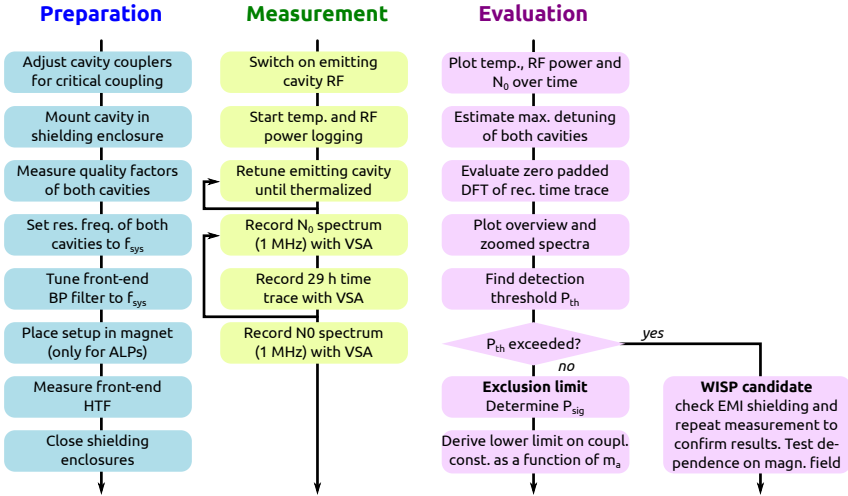 Preparation
Adjust cavity couplers
for critical coupling
Mount cavity in
shielding enclosure
Measure quality factors
of both cavities
Set res. freq. of both
cavities to f_sys
Tune front-end
BP filter to f_sys
Place setup in magnet
(only for ALPs)
Measure front-end
HTF
Close shielding
enclosures
Measurement
Switch on emitting
cavity RF
Start temp. and RF
power logging
Retune emitting cavity
until thermalized
Record N₀ spectrum
(1 MHz) with VSA
Record 29 h time
trace with VSA
Record N0 spectrum
(1 MHz) with VSA
Evaluation
Plot temp., RF power and
N₀ over time
Estimate max. detuning
of both cavities
Evaluate zero padded
DFT of rec. time trace
Plot overview and
zoomed spectra
Find detection
threshold P_th
P_th exceeded?
yes
no
Exclusion limit
Determine P_sig
Derive lower limit on coupl.
const. as a function of m_a
WISP candidate
check EMI shielding and
repeat measurement to
confirm results. Test de-
pendence on magn. field